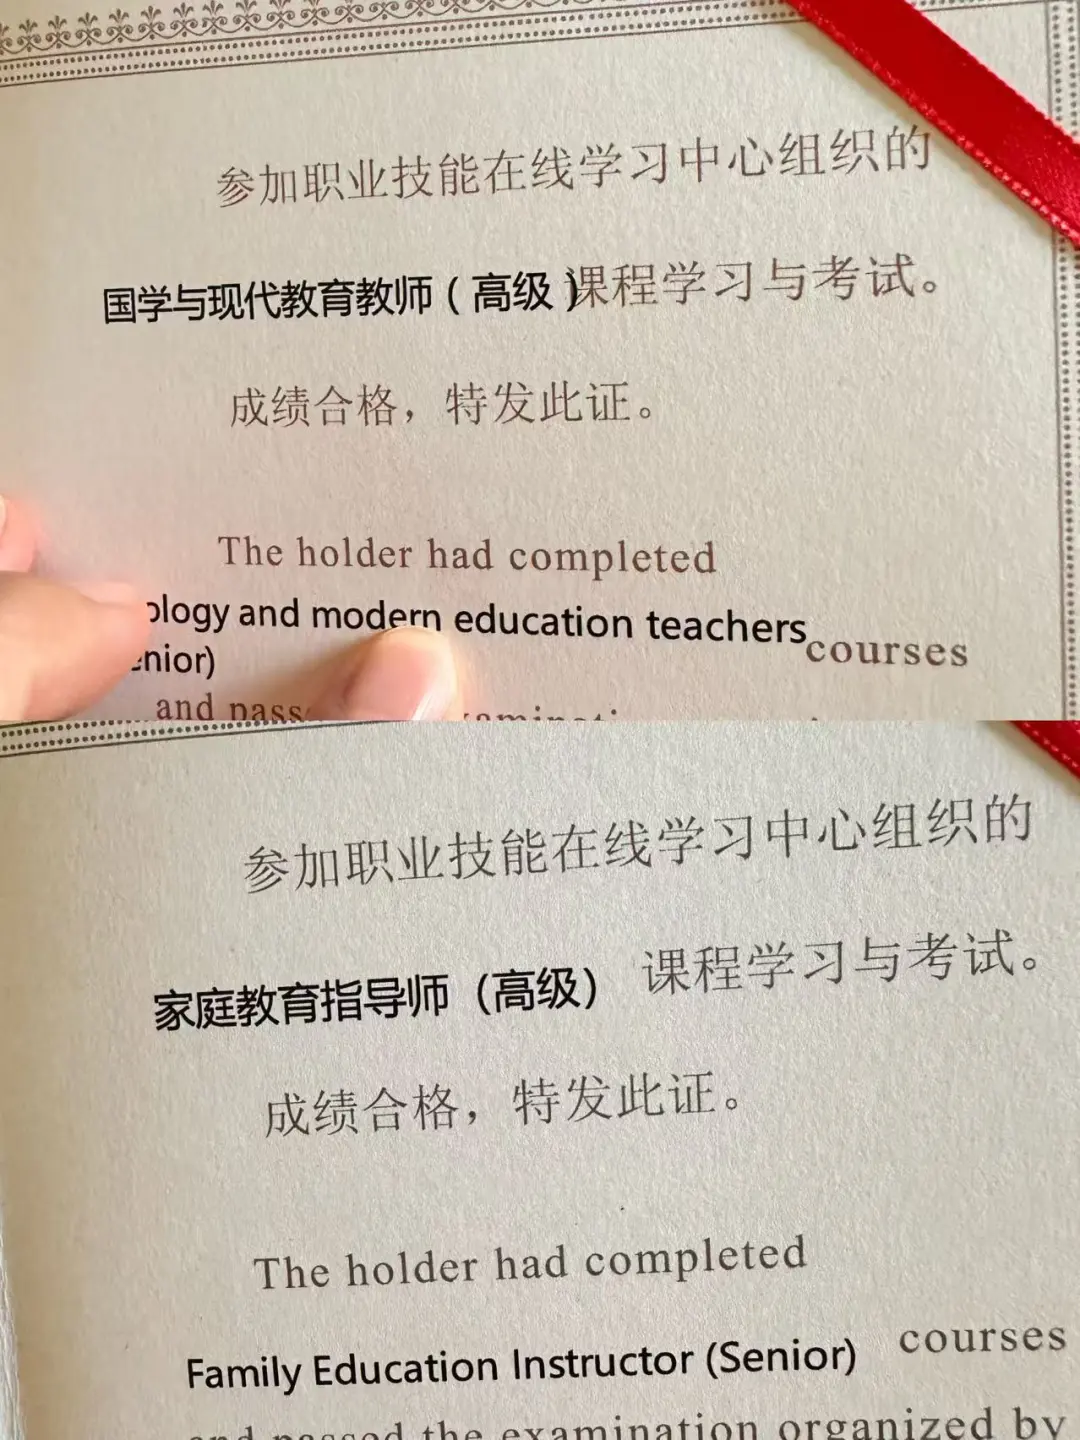 参加职业技能在线学习中心组织的
国学与现代教育教师（高级）课程学习与考试。
成绩合格，特发此证。
The holder had completed
and modern education teachers courses
and
参加职业技能在线学习中心组织的
家庭教育指导师（高级） 课程学习与考试。
成绩合格，特发此证。
The holder had completed
Family Education Instructor (Senior) courses
and passed the examination organized by